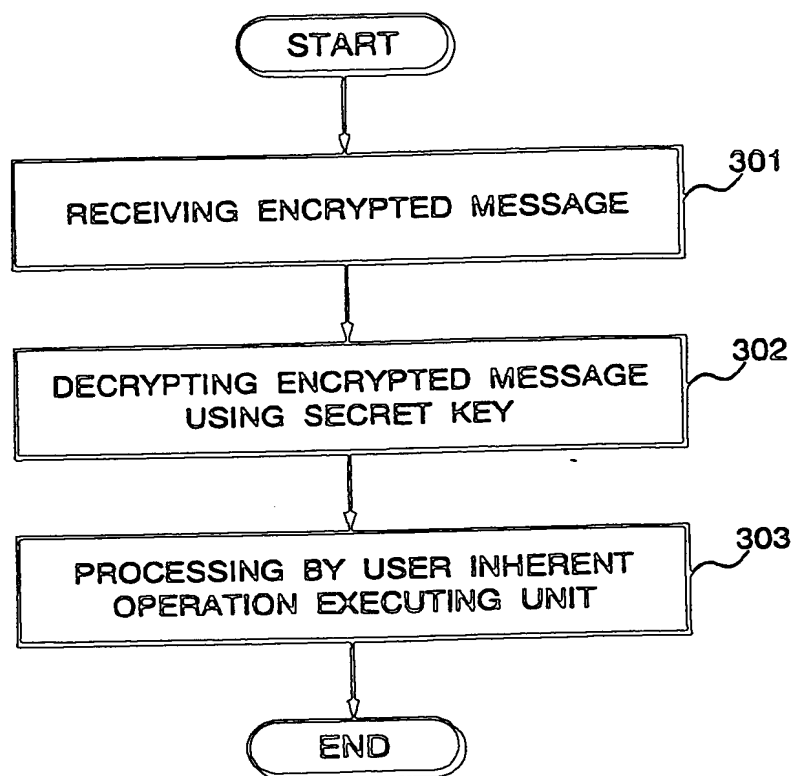 START
RECEIVING ENCRYPTED MESSAGE
301
DECRYPTING ENCRYPTED MESSAGE
USING SECRET KEY
302
PROCESSING BY USER INHERENT
OPERATION EXECUTING UNIT
303
END